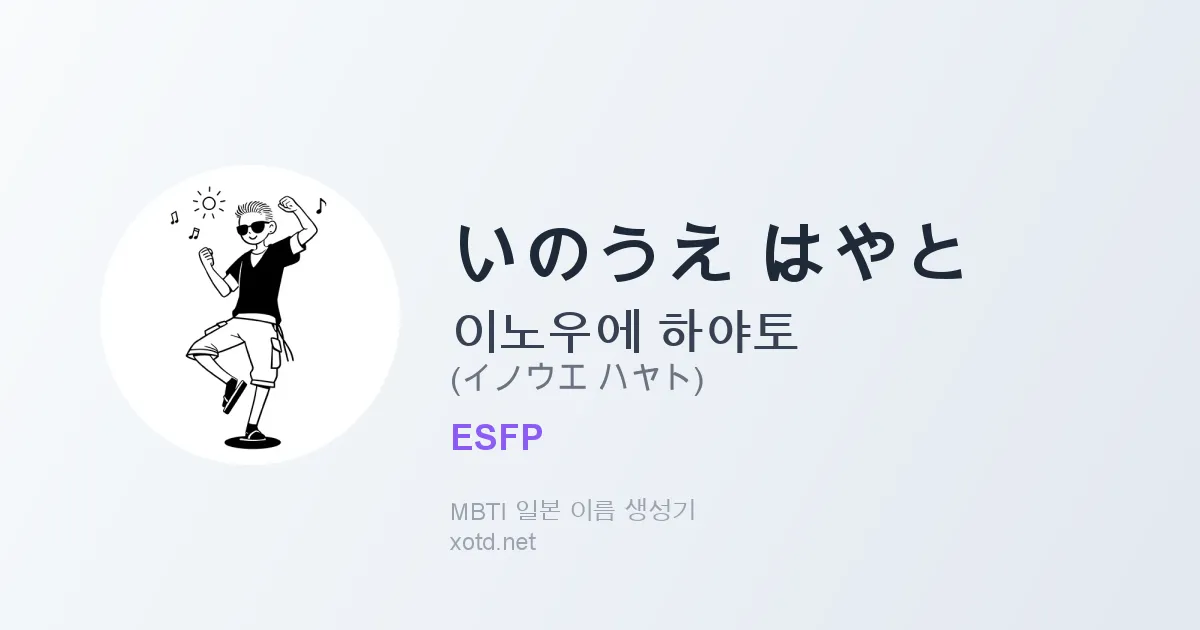 いのうえ はやと
이노우에 하야토
(イノウエ ハヤト)
ESFP
MBTI 일본 이름 생성기
xotd.net